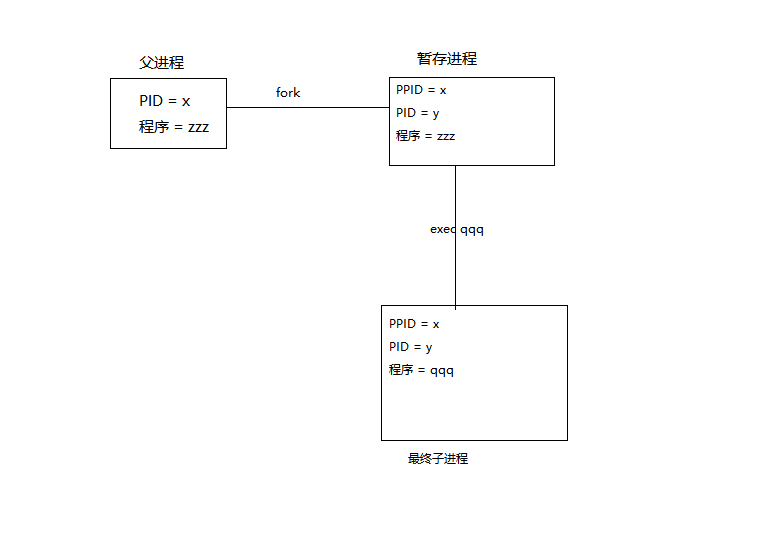 父进程
PID = x
程序 = zzz
fork
暂存进程
PPID = x
PID = y
程序 = zzz
exec qqq
PPID = x
PID = y
程序 = qqq
最终子进程